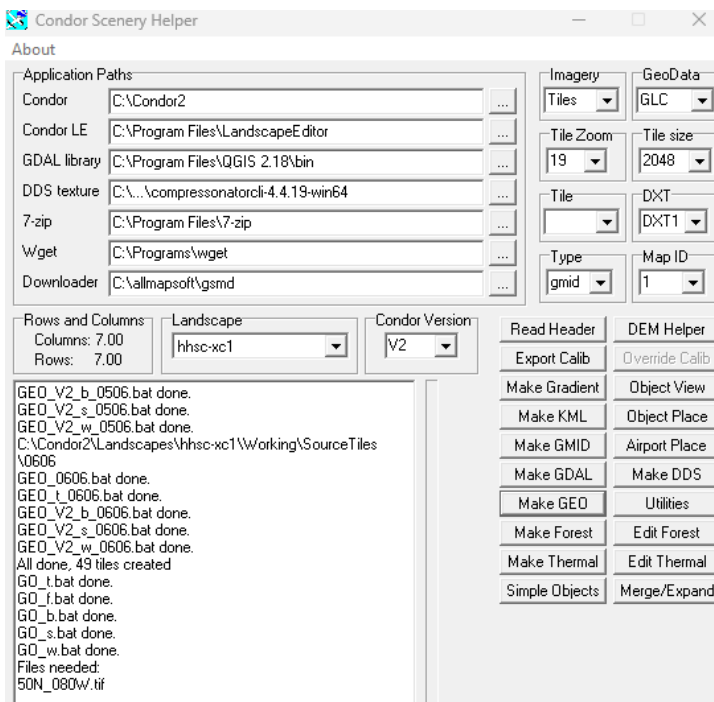 Condor Scenery Helper
About
Application Paths
Condor C:\Condor2 ...
Condor LE C:\Program Files\LandscapeEditor ...
GDAL library C:\Program Files\QGIS 2.18\bin ...
DDS texture C:\...\compressonatorcli-4.4.19-win64 ...
7-zip C:\Program Files\7-zip ...
Wget C:\Programs\wget ...
Downloader C:\allmapsoft\gsmd ...
Imagery GeoData
Tiles GLC
Tile Zoom Tile size
19 2048
Tile DXT
DXT1
Type Map ID
gmid 1
Rows and Columns
Columns: 7.00
Rows: 7.00
Landscape
hhsc-xc1
Condor Version
V2
Read Header DEM Helper
Export Calib Override Calib
Make Gradient Object View
Make KML Object Place
Make GMID Airport Place
Make GDAL Make DDS
Make GEO Utilities
Make Forest Edit Forest
Make Thermal Edit Thermal
Simple Objects Merge/Expand
GEO_V2_b_0506.bat done.
GEO_V2_s_0506.bat done.
GEO_V2_w_0506.bat done.
C:\Condor2\Landscapes\hhsc-xc1\Working\SourceTiles
\0606
GEO_0606.bat done.
GEO_t_0606.bat done.
GEO_V2_b_0606.bat done.
GEO_V2_s_0606.bat done.
GEO_V2_w_0606.bat done.
All done, 49 tiles created
GO_t.bat done.
GO_f.bat done.
GO_b.bat done.
GO_s.bat done.
GO_w.bat done.
Files needed:
50N_080W.tif